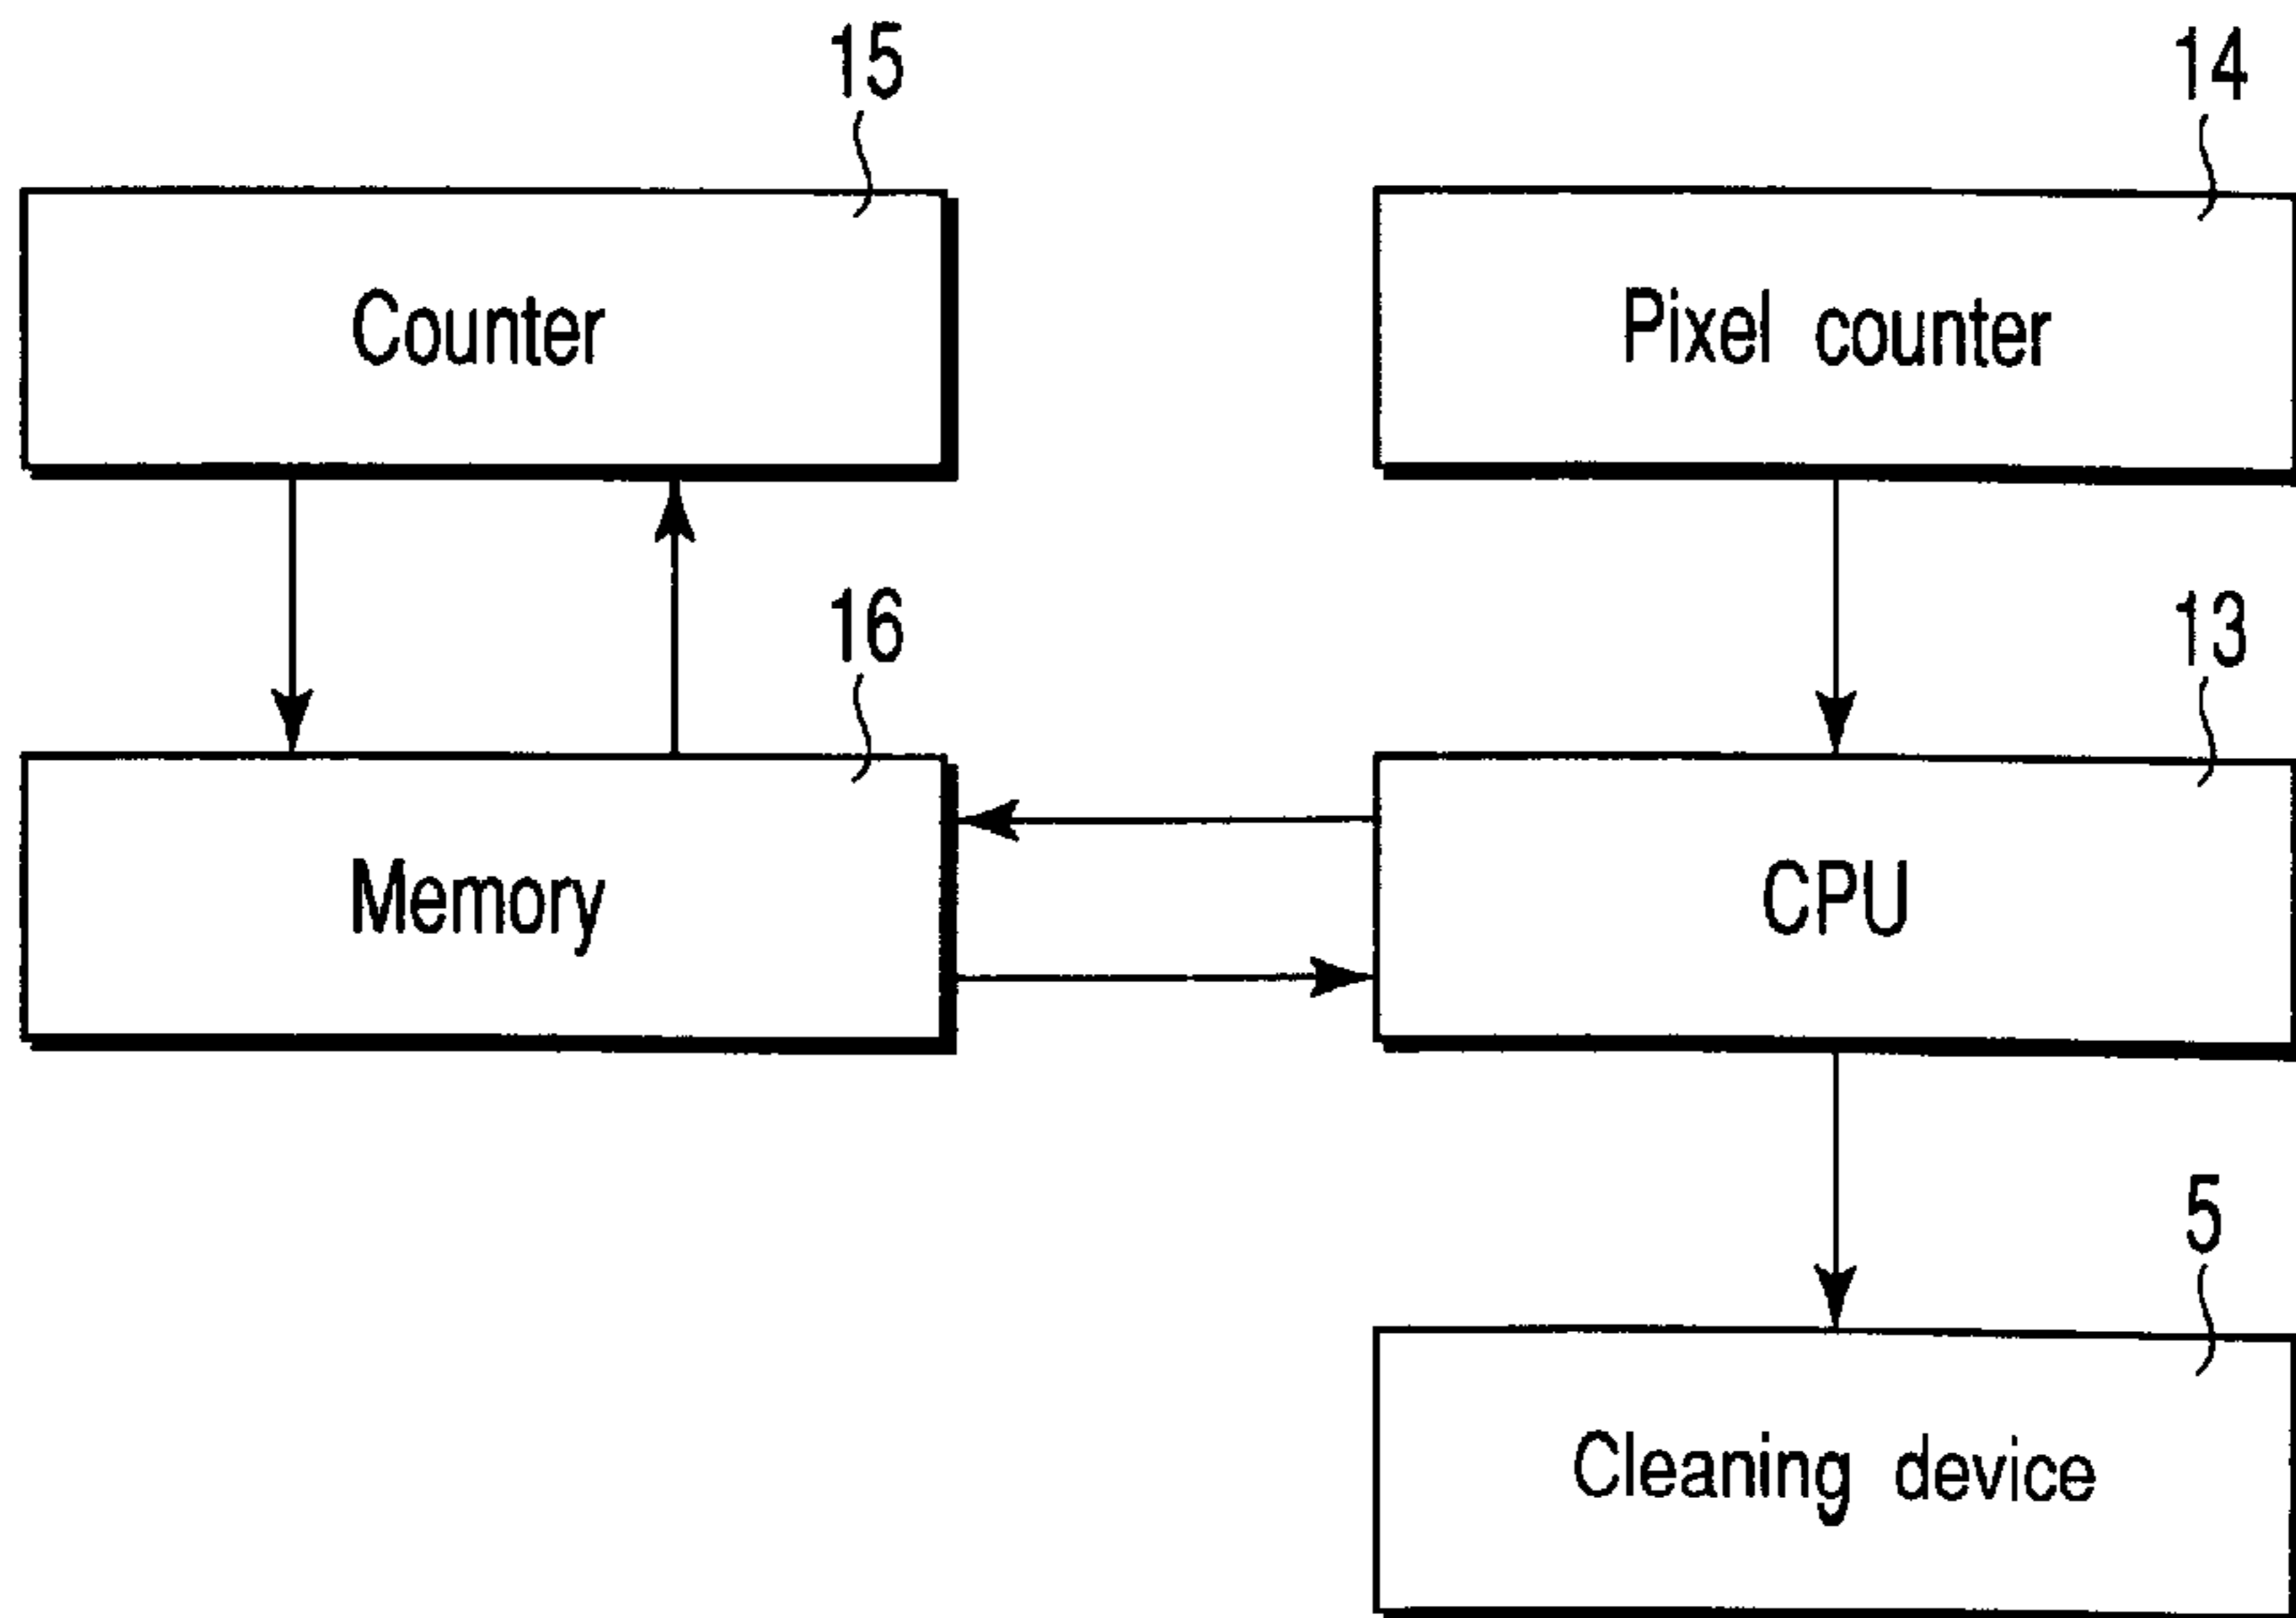 15
14
Counter
Pixel counter
16
13
Memory
CPU
5
Cleaning device